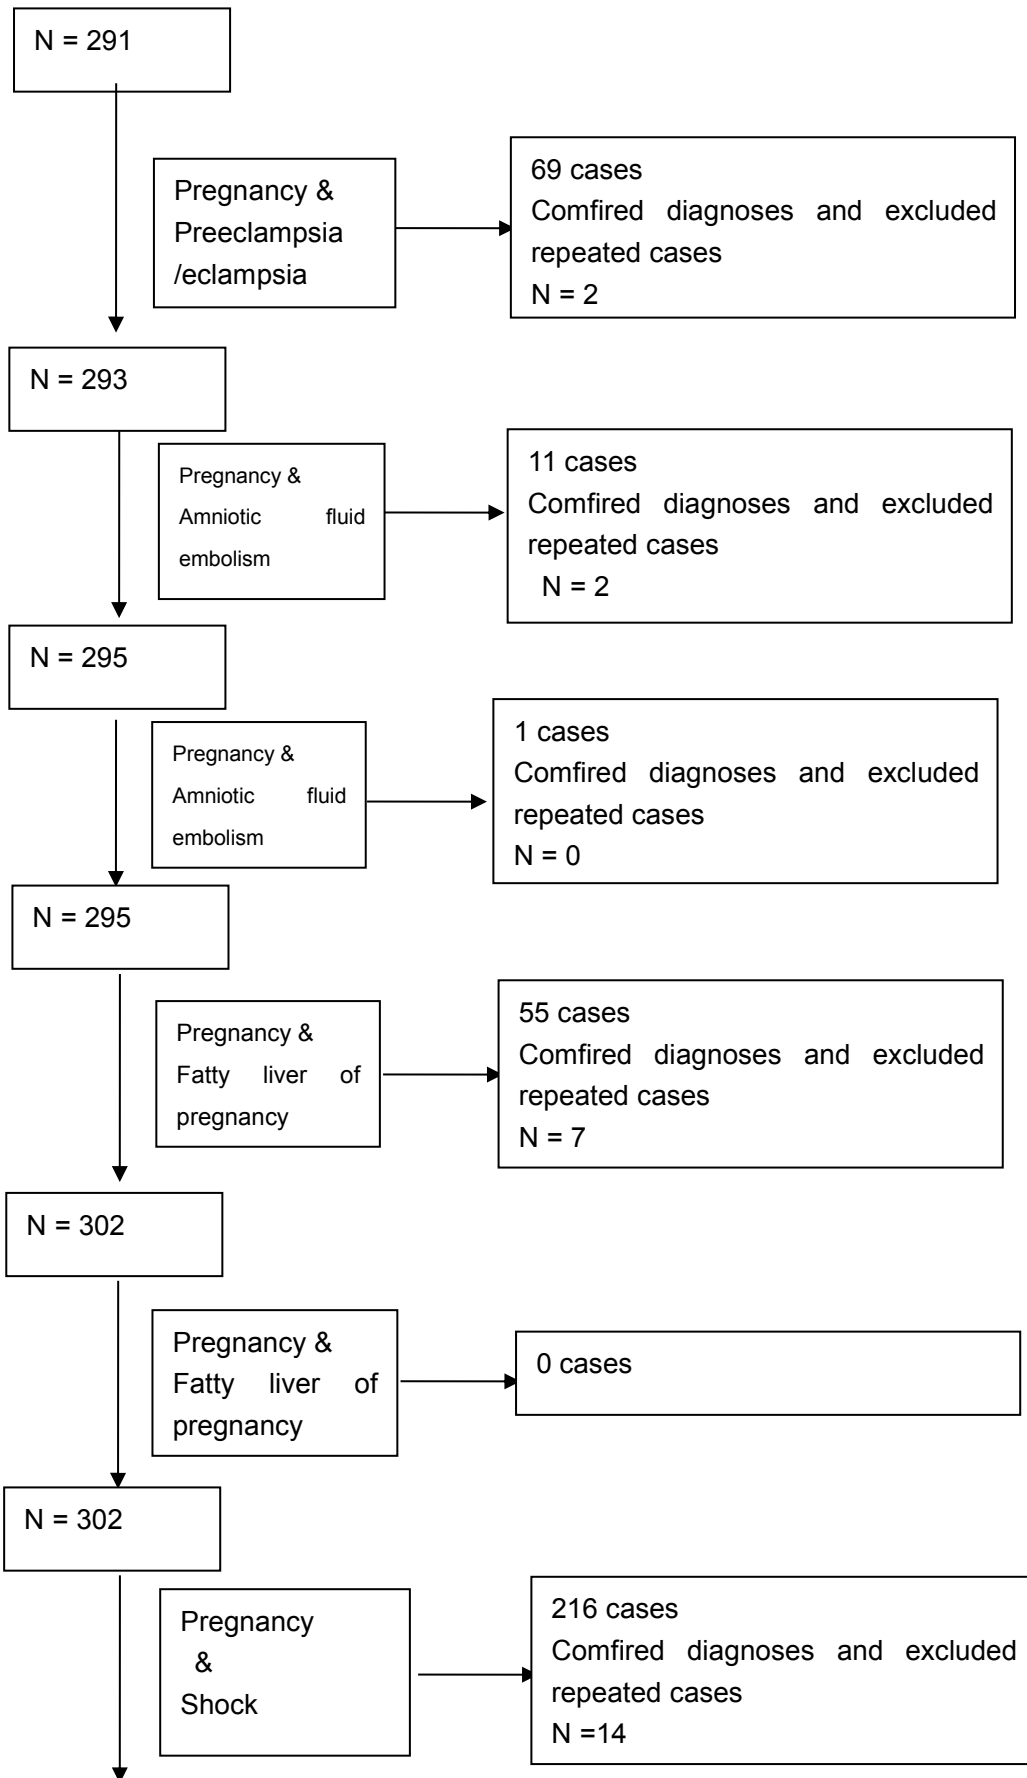 N = 291
Pregnancy &
Preeclampsia
/eclampsia
69 cases
Comfired diagnoses and excluded
repeated cases
N = 2
N = 293
Pregnancy &
Amniotic fluid
embolism
11 cases
Comfired diagnoses and excluded
repeated cases
N = 2
N = 295
Pregnancy &
Amniotic fluid
embolism
1 cases
Comfired diagnoses and excluded
repeated cases
N = 0
N = 295
Pregnancy &
Fatty liver of
pregnancy
55 cases
Comfired diagnoses and excluded
repeated cases
N = 7
N = 302
Pregnancy &
Fatty liver of
pregnancy
0 cases
N = 302
Pregnancy
&
Shock
216 cases
Comfired diagnoses and excluded
repeated cases
N =14